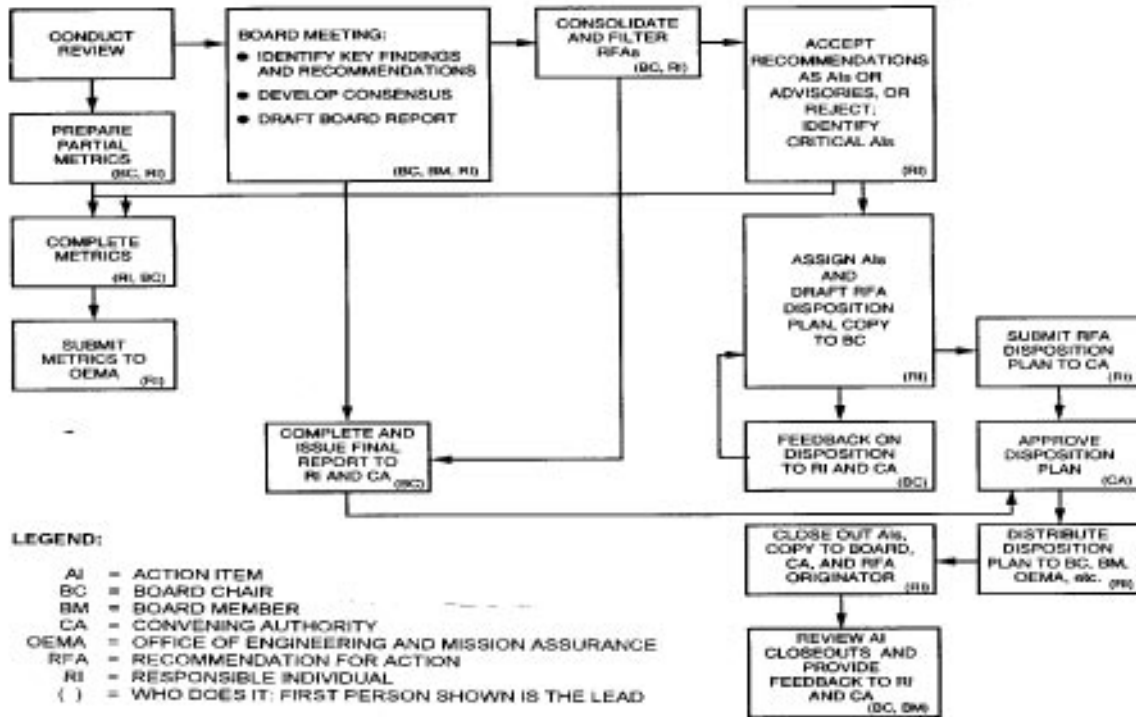 CONDUCT
REVIEW
BOARD MEETING:
● IDENTIFY KEY FINDINGS
AND RECOMMENDATIONS
● DEVELOP CONSENSUS
● DRAFT BOARD REPORT
(BC, BM, RI)
CONSOLIDATE
AND FILTER
RFAs
(BC, RI)
ACCEPT
RECOMMENDATIONS
AS AIs OR
ADVISORIES, OR
REJECT;
IDENTIFY
CRITICAL AIs
(RI)
PREPARE
PARTIAL
METRICS
(BC, RI)
COMPLETE
METRICS
(RI, BC)
SUBMIT
METRICS TO
OEMA
(RI)
ASSIGN AIs
AND
DRAFT RFA
DISPOSITION
PLAN, COPY
TO BC
(RI)
SUBMIT RFA
DISPOSITION
PLAN TO CA
(RI)
COMPLETE AND
ISSUE FINAL
REPORT TO
RI AND CA
(BC)
FEEDBACK ON
DISPOSITION
TO RI AND CA
(BC)
APPROVE
DISPOSITION
PLAN
(CA)
CLOSE OUT AIs,
COPY TO BOARD,
CA, AND RFA
ORIGINATOR
(RI)
DISTRIBUTE
DISPOSITION
PLAN TO BC, BM,
OEMA, etc.
(RI)
REVIEW AI
CLOSEOUTS AND
PROVIDE
FEEDBACK TO RI
AND CA
(BC, BM)
LEGEND:
AI = ACTION ITEM
BC = BOARD CHAIR
BM = BOARD MEMBER
CA = CONVENING AUTHORITY
OEMA = OFFICE OF ENGINEERING AND MISSION ASSURANCE
RFA = RECOMMENDATION FOR ACTION
RI = RESPONSIBLE INDIVIDUAL
( ) = WHO DOES IT: FIRST PERSON SHOWN IS THE LEAD